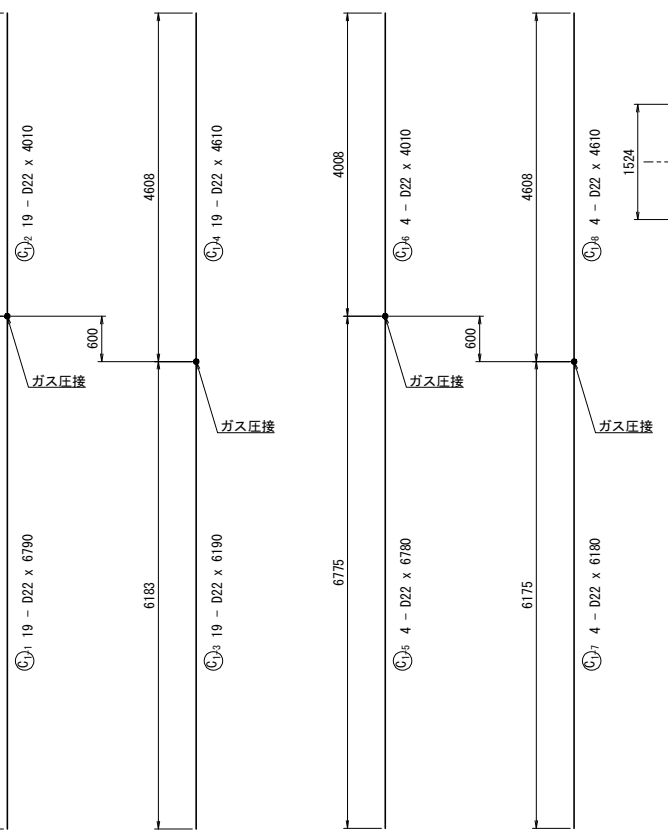 C1-2 19 - D22 x 4010
4608
C1-4 19 - D22 x 4610
4008
C1-6 4 - D22 x 4010
4608
C1-8 4 - D22 x 4610
1524
600
600
ガス圧接
ガス圧接
ガス圧接
ガス圧接
C1-1 19 - D22 x 6790
6183
C1-3 19 - D22 x 6190
6775
C1-5 4 - D22 x 6780
6175
C1-7 4 - D22 x 6180